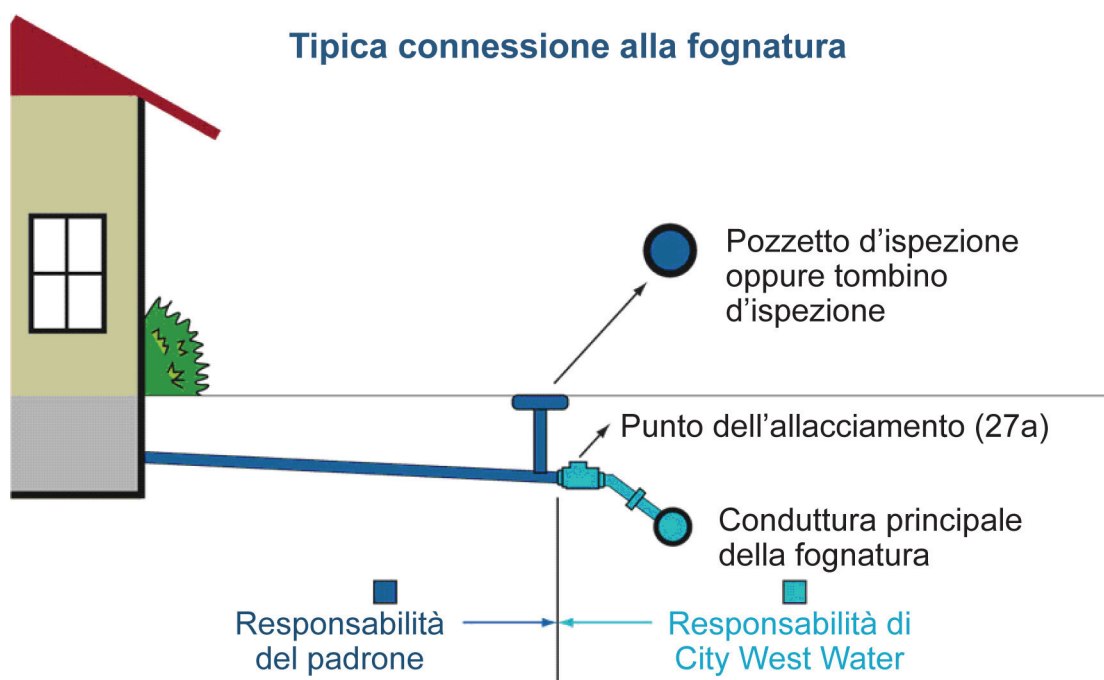 Tipica connessione alla fognatura
Pozzetto d’ispezione
oppure tombino
d’ispezione
Punto dell’allacciamento (27a)
Conduttura principale
della fognatura
Responsabilità
del padrone
Responsabilità di
City West Water